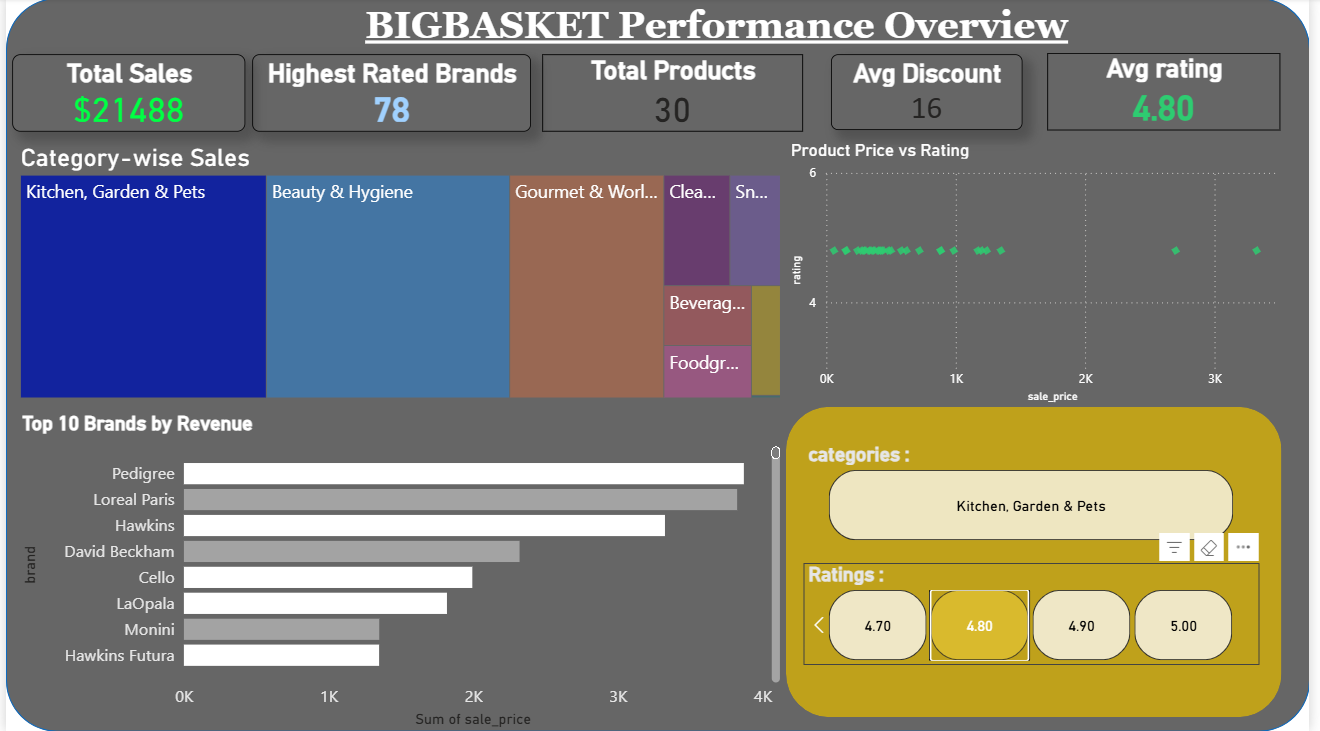 BIGBASKET Performance Overview
Total Sales
$21488
Highest Rated Brands
78
Total Products
30
Avg Discount
16
Avg rating
4.80
Category-wise Sales
Kitchen, Garden & Pets
Beauty & Hygiene
Gourmet & Worl...
Clea...
Sn...
Beverag...
Foodgr...
Product Price vs Rating
6
4
rating
0K 1K 2K 3K
sale_price
Top 10 Brands by Revenue
brand
Pedigree
Loreal Paris
Hawkins
David Beckham
Cello
LaOpala
Monini
Hawkins Futura
0K 1K 2K 3K 4K
Sum of sale_price
categories :
Kitchen, Garden & Pets
Ratings :
4.70 4.80 4.90 5.00